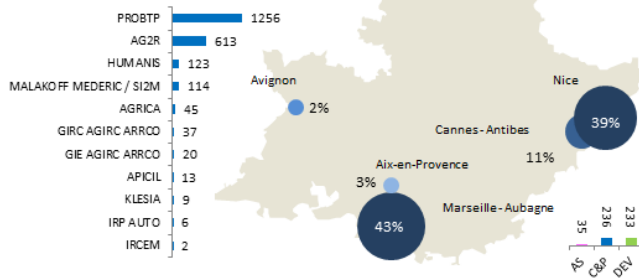 PROBTP 1256
AG2R 613
HUMANIS 123
MALAKOFF MEDERIC / SI2M 114
AGRICA 45
GIRC AGIRC ARRCO 37
GIE AGIRC ARRCO 20
APICIL 13
KLESIA 9
IRP AUTO 6
IRCEM 2
Avignon
2%
Nice
39%
Cannes - Antibes
11%
Aix-en-Provence
3%
43%
Marseille - Aubagne
35 236 233
AS C&P DEV